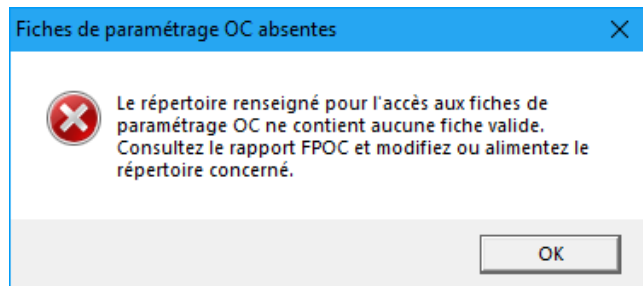 Fiches de paramétrage OC absentes
Le répertoire renseigné pour l'accès aux fiches de
paramétrage OC ne contient aucune fiche valide.
Consultez le rapport FPOC et modifiez ou alimentez le
répertoire concerné.
OK